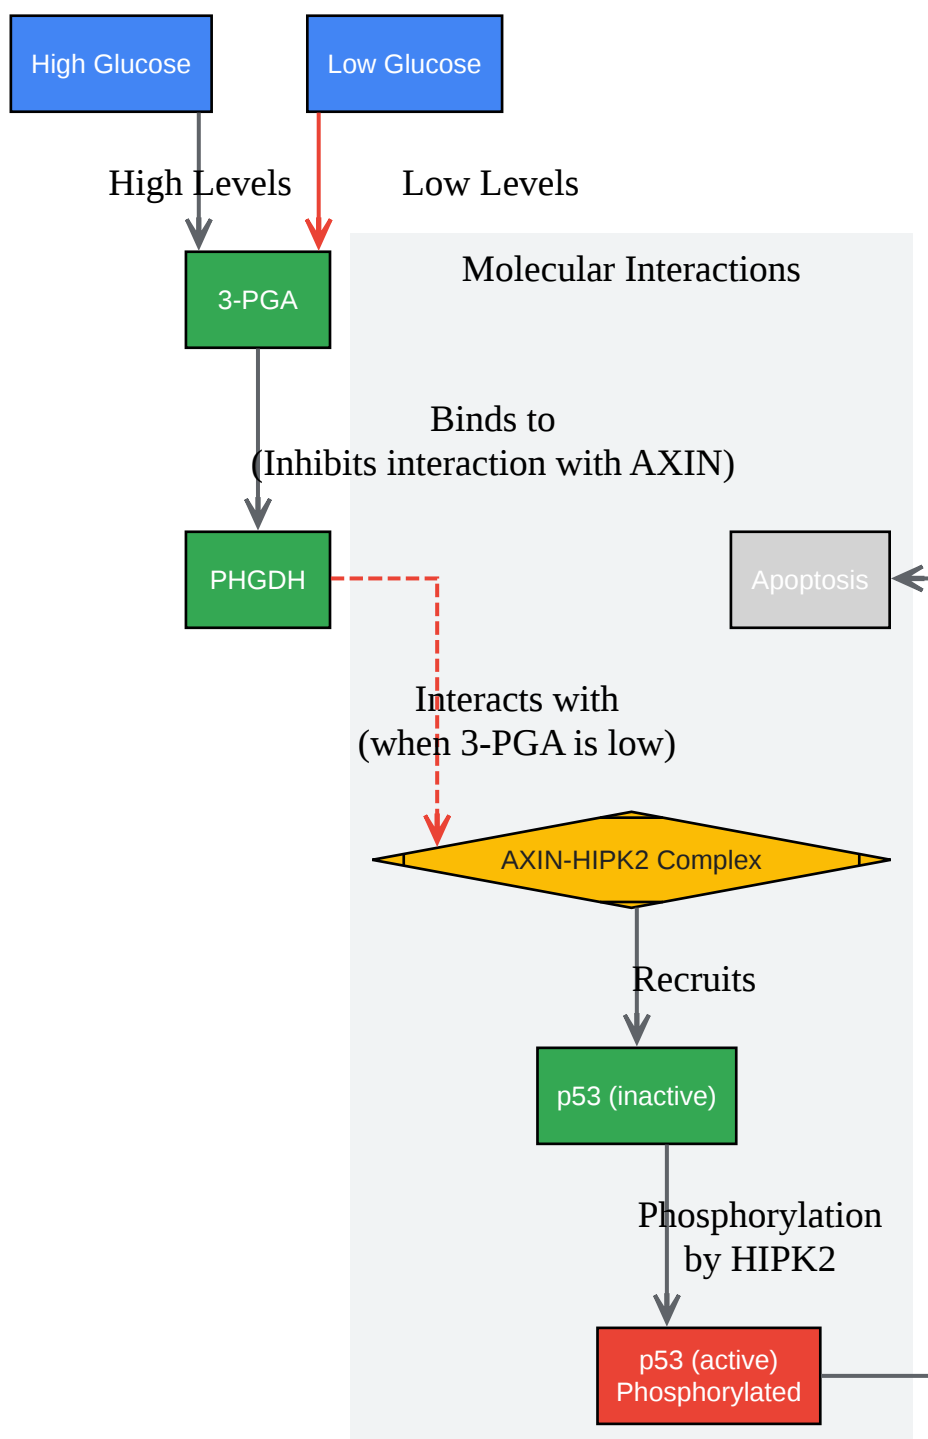 High Glucose
Low Glucose
High Levels
Low Levels
Molecular Interactions
3-PGA
Binds to
(Inhibits interaction with AXIN)
PHGDH
Apoptosis
Interacts with
(when 3-PGA is low)
AXIN-HIPK2 Complex
Recruits
p53 (inactive)
Phosphorylation
by HIPK2
p53 (active)
Phosphorylated